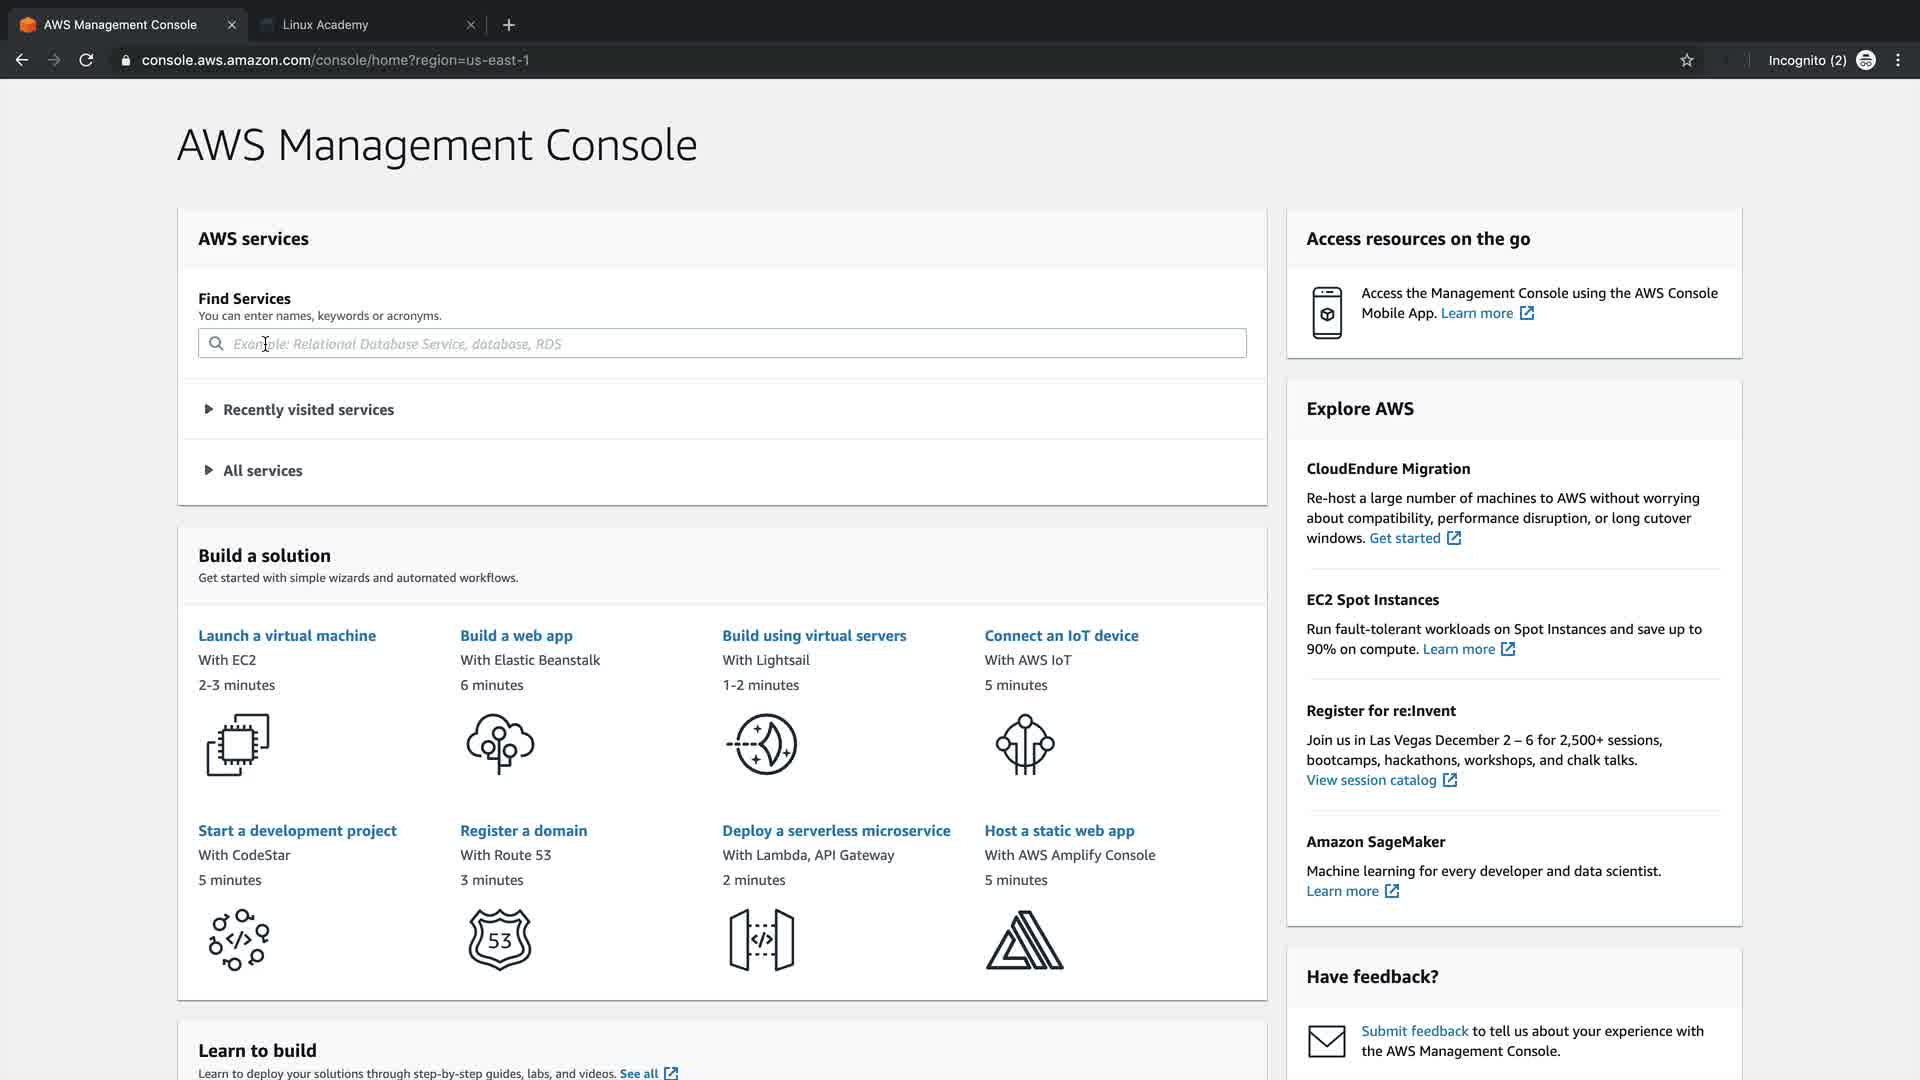 AWS Management Console
Linux Academy
console.aws.amazon.com/console/home?region=us-east-1
Incognito (2)
AWS Management Console
AWS services
Find Services
You can enter names, keywords or acronyms.
Example: Relational Database Service, database, RDS
Recently visited services
All services
Build a solution
Get started with simple wizards and automated workflows.
Launch a virtual machine
With EC2
2-3 minutes
Build a web app
With Elastic Beanstalk
6 minutes
Build using virtual servers
With Lightsail
1-2 minutes
Connect an IoT device
With AWS IoT
5 minutes
Start a development project
With CodeStar
5 minutes
Register a domain
With Route 53
3 minutes
53
Deploy a serverless microservice
With Lambda, API Gateway
2 minutes
Host a static web app
With AWS Amplify Console
5 minutes
Learn to build
Learn to deploy your solutions through step-by-step guides, labs, and videos. See all
Access resources on the go
Access the Management Console using the AWS Console
Mobile App. Learn more
Explore AWS
CloudEndure Migration
Re-host a large number of machines to AWS without worrying
about compatibility, performance disruption, or long cutover
windows. Get started
EC2 Spot Instances
Run fault-tolerant workloads on Spot Instances and save up to
90% on compute. Learn more
Register for re:Invent
Join us in Las Vegas December 2 – 6 for 2,500+ sessions,
bootcamps, hackathons, workshops, and chalk talks.
View session catalog
Amazon SageMaker
Machine learning for every developer and data scientist.
Learn more
Have feedback?
Submit feedback to tell us about your experience with
the AWS Management Console.